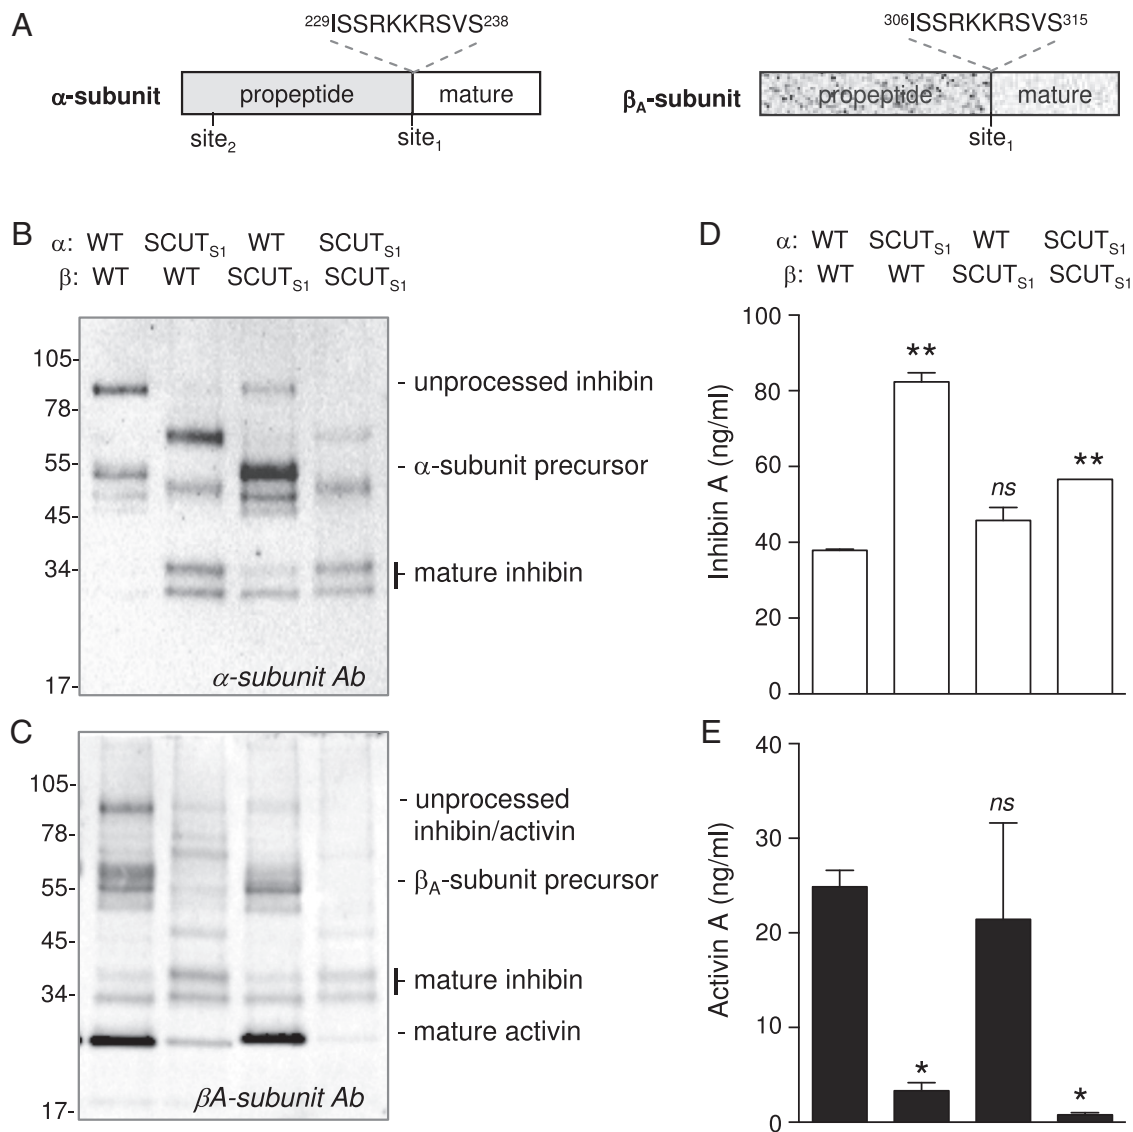 A
²²⁹ISSRKKRSVS²³⁸
α-subunit
propeptide
mature
site₂
site₁
³⁰⁶ISSRKKRSVS³¹⁵
βA-subunit
propeptide
mature
site₁
B
α: WT SCUTS1 WT SCUTS1
β: WT WT SCUTS1 SCUTS1
105-
78-
55-
45-
34-
17-
- unprocessed inhibin
- α-subunit precursor
mature inhibin
α-subunit Ab
C
105-
78-
55-
45-
34-
17-
- unprocessed
inhibin/activin
- βA-subunit precursor
mature inhibin
- mature activin
βA-subunit Ab
D
α: WT SCUTS1 WT SCUTS1
β: WT WT SCUTS1 SCUTS1
Inhibin A (ng/ml)
100
80
60
40
20
0
**
ns
**
E
Activin A (ng/ml)
40
30
20
10
0
*
ns
*